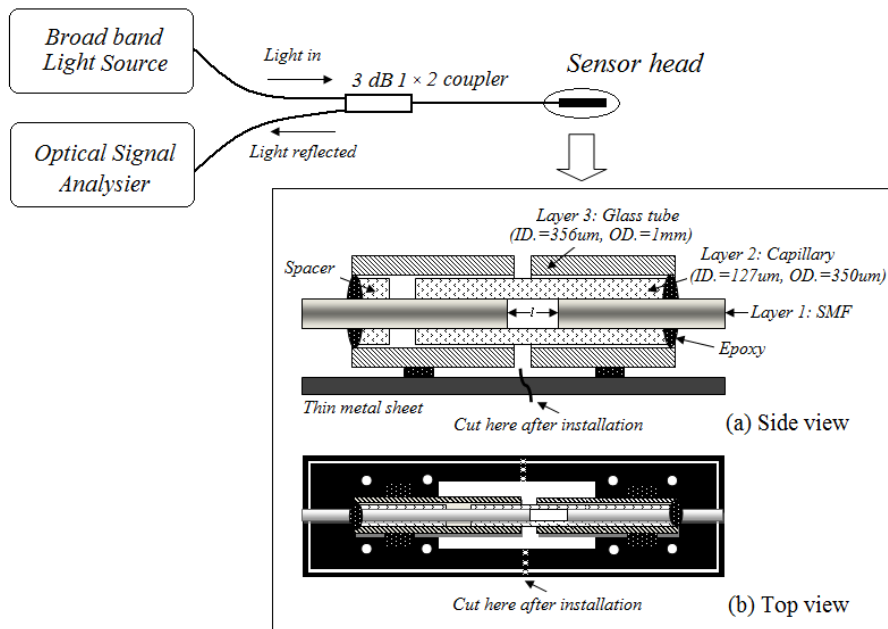 Broad band
Light Source
Light in
3 dB 1 × 2 coupler
Sensor head
Optical Signal
Analysier
Light reflected
Layer 3: Glass tube
(ID.=356um, OD.=1mm)
Spacer
Layer 2: Capillary
(ID.=127um, OD.=350um)
l
Layer 1: SMF
Epoxy
Thin metal sheet
Cut here after installation
(a) Side view
Cut here after installation
(b) Top view